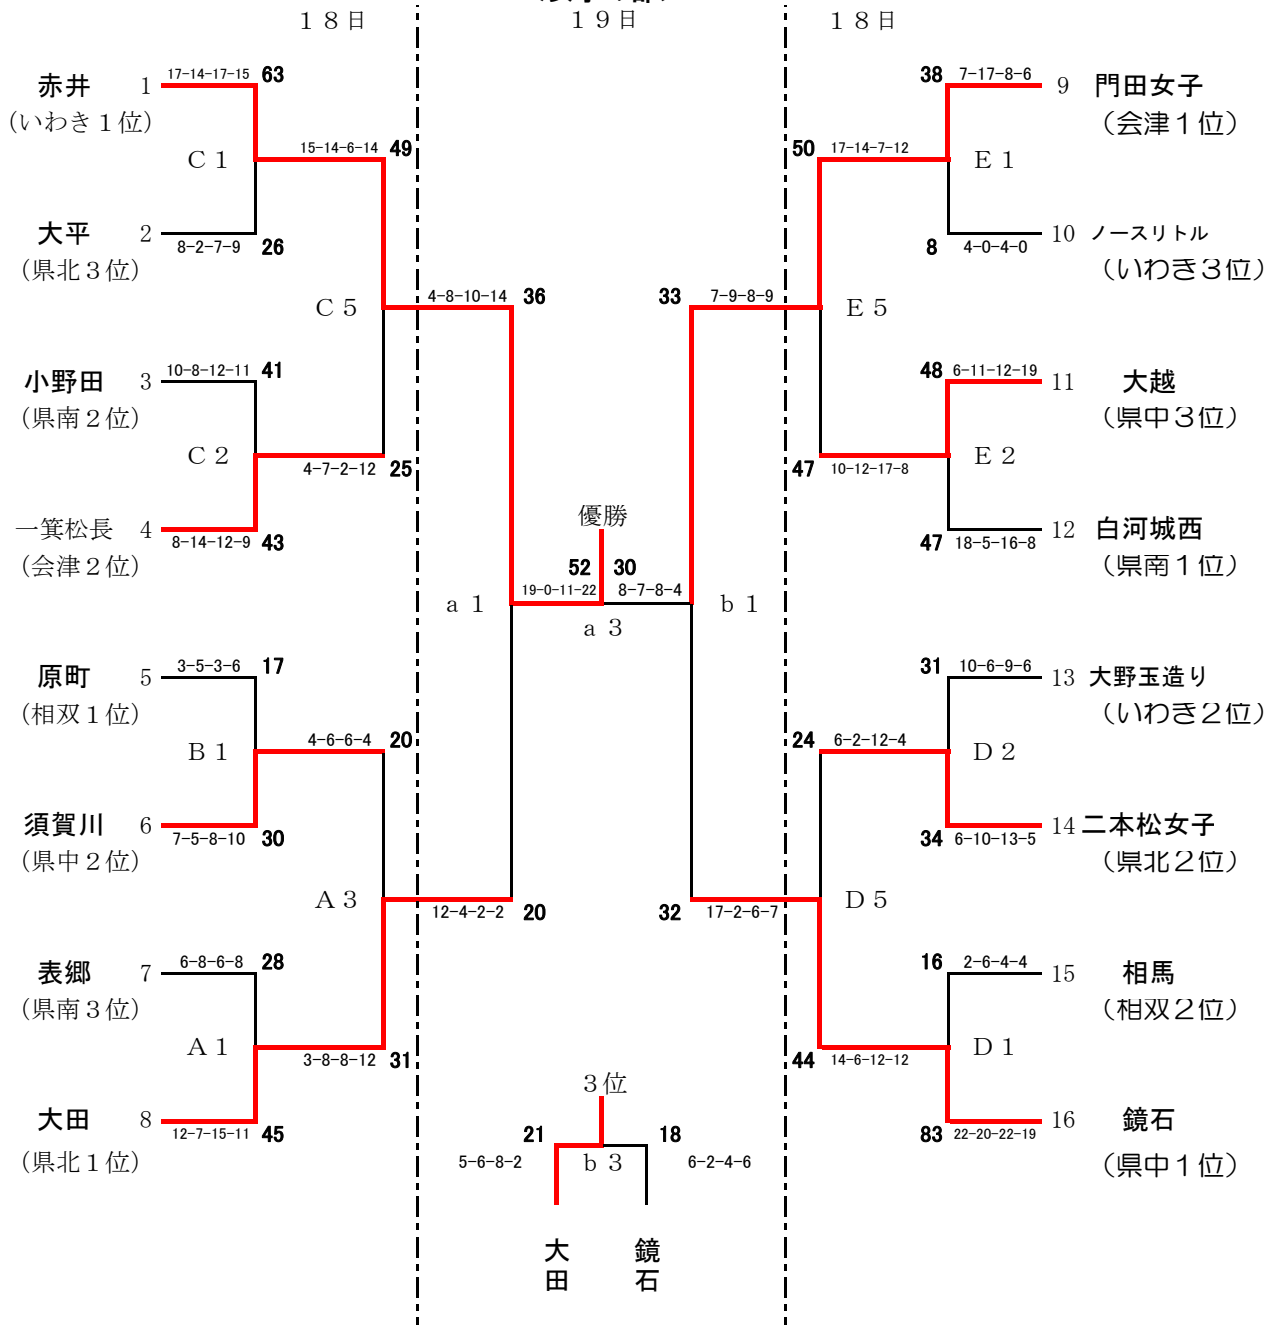 １８日
１９日
１８日
赤井 1 17-14-17-15 63
(いわき１位)
C 1
15-14-6-14 49
大平 2 8-2-7-9 26
(県北３位)
C 5
4-8-10-14 36
小野田 3 10-8-12-11 41
(県南２位)
C 2
4-7-2-12 25
一箕松長 4 8-14-12-9 43
(会津２位)
a 1
原町 5 3-5-3-6 17
(相双１位)
B 1
4-6-6-4 20
須賀川 6 7-5-8-10 30
(県中２位)
A 3
12-4-2-2 20
表郷 7 6-8-6-8 28
(県南３位)
A 1
3-8-8-12 31
大田 8 12-7-15-11 45
(県北１位)
優勝
52 30
19-0-11-22 8-7-8-4
a 3
3位
21 18
5-6-8-2 b 3 6-2-4-6
大田
鏡石
38 7-17-8-6 9 門田女子
（会津１位）
E 1
50 17-14-7-12
8 4-0-4-0 10 ノースリトル
（いわき３位）
33 7-9-8-9
E 5
48 6-11-12-19 11 大越
（県中３位）
E 2
47 10-12-17-8
47 18-5-16-8 12 白河城西
（県南１位）
b 1
31 10-6-9-6 13 大野玉造り
（いわき２位）
D 2
24 6-2-12-4
34 6-10-13-5 14 二本松女子
（県北２位）
32 17-2-6-7
D 5
16 2-6-4-4 15 相馬
（相双２位）
D 1
44 14-6-12-12
83 22-20-22-19 16 鏡石
（県中１位）